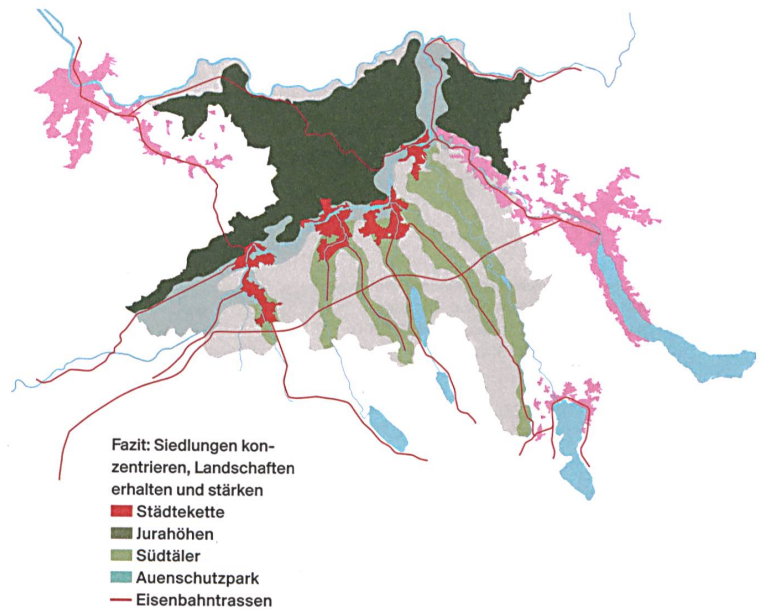 Fazit: Siedlungen kon-
zentrieren, Landschaften
erhalten und stärken
Städtekette
Jurahöhen
Südtäler
Auenschutzpark
Eisenbahntrassen